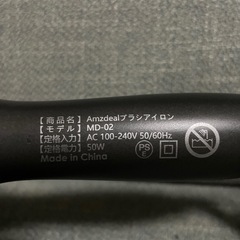 【商品名】Amzdealブラシアイロン
【モデル】MD-02
【定格入力】AC 100-240V 50/60Hz
【定格電力】50W
Made in China
PS
E